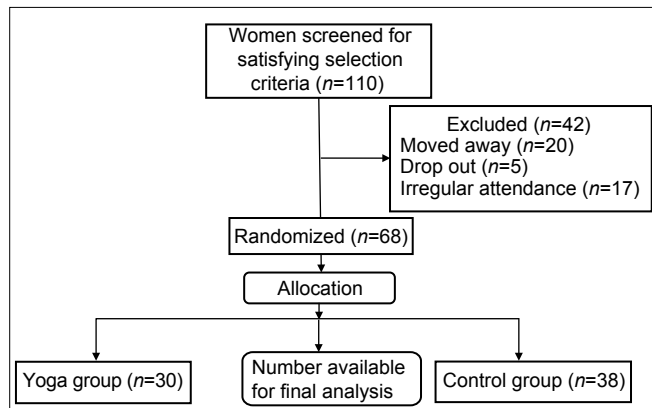 Women screened for
satisfying selection
criteria (n=110)
Excluded (n=42)
Moved away (n=20)
Drop out (n=5)
Irregular attendance (n=17)
Randomized (n=68)
Allocation
Yoga group (n=30)
Number available
for final analysis
Control group (n=38)